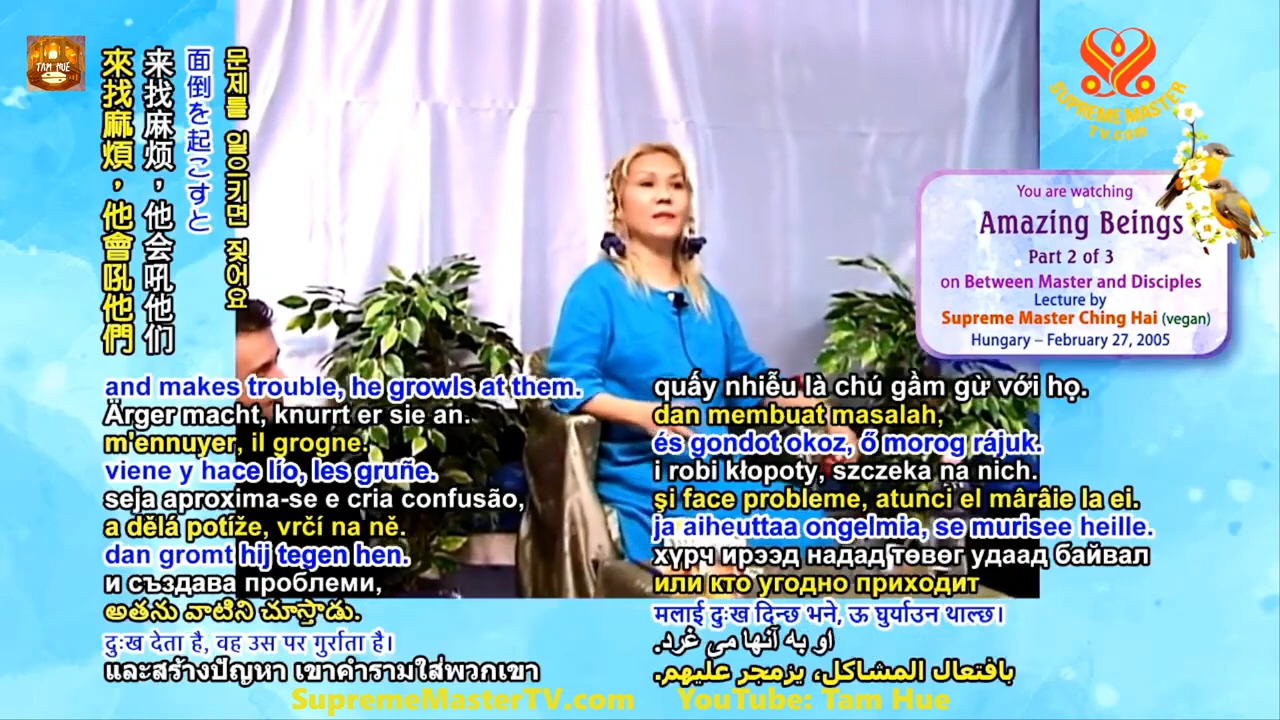 TAM HUE
來找麻煩，他會吼他們
来找麻烦，他会吼他们
面倒を起こすと
문제를 일으키면 짖어요
SUPREME MASTER
TV.com
You are watching
Amazing Beings
Part 2 of 3
on Between Master and Disciples
Lecture by
Supreme Master Ching Hai (vegan)
Hungary – February 27, 2005
and makes trouble, he growls at them.
Ärger macht, knurrt er sie an.
m'ennuyer, il grogne.
viene y hace lío, les gruñe.
seja aproxima-se e cria confusão,
a dělá potíže, vrčí na ně.
dan gromt hij tegen hen.
и създава проблеми,
అతను వాటిని చూస్తాడు.
दुःख देता है, वह उस पर गुर्राता है।
และสร้างปัญหา เขาคำรามใส่พวกเขา
quấy nhiễu là chú gầm gừ với họ.
dan membuat masalah,
és gondot okoz, ő morog rájuk.
i robi kłopoty, szczeka na nich.
şi face probleme, atunci el mârâie la ei.
ja aiheuttaa ongelmia, se murisee heille.
хүрч ирээд надад төвөг удаад байвал
или кто угодно приходит
मलाई दुःख दिन्छ भने, ऊ घुर्याउन थाल्छ।
او به آنها می غرد.
بافتعال المشاكل، يزمجر عليهم.
SupremeMasterTV.com YouTube: Tam Hue